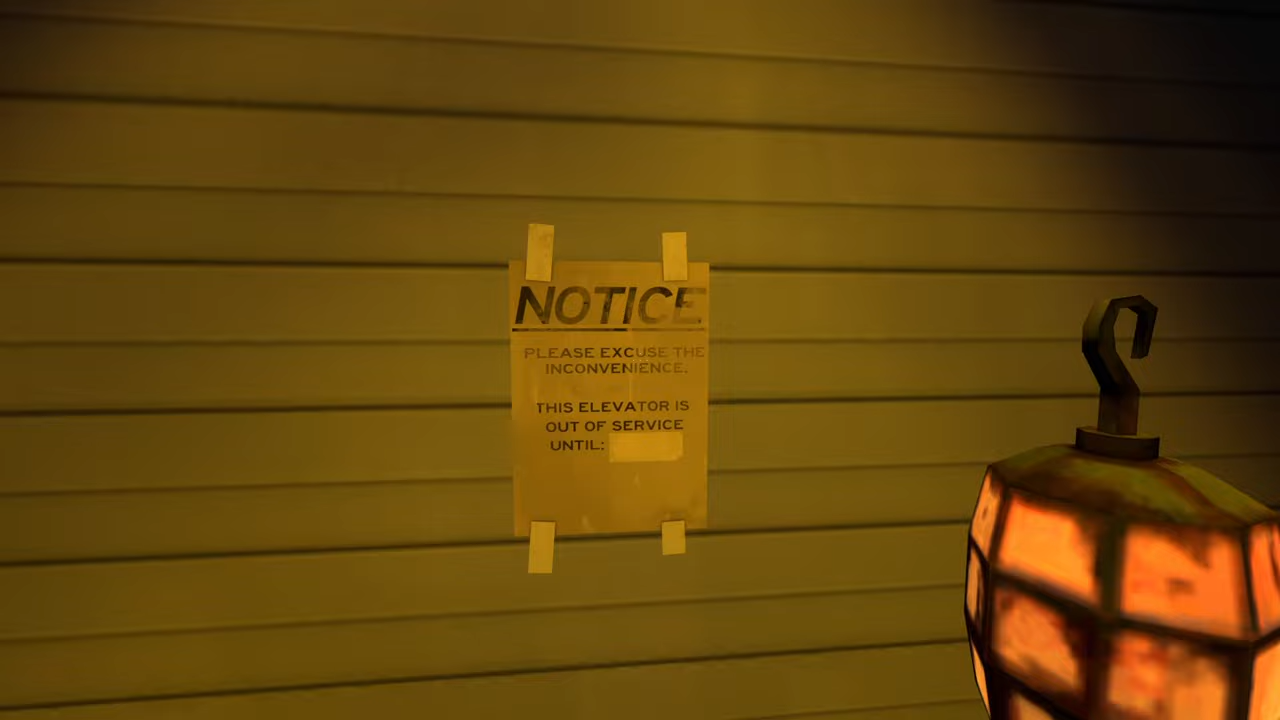 NOTICE
PLEASE EXCUSE THE
INCONVENIENCE.
THIS ELEVATOR IS
OUT OF SERVICE
UNTIL: